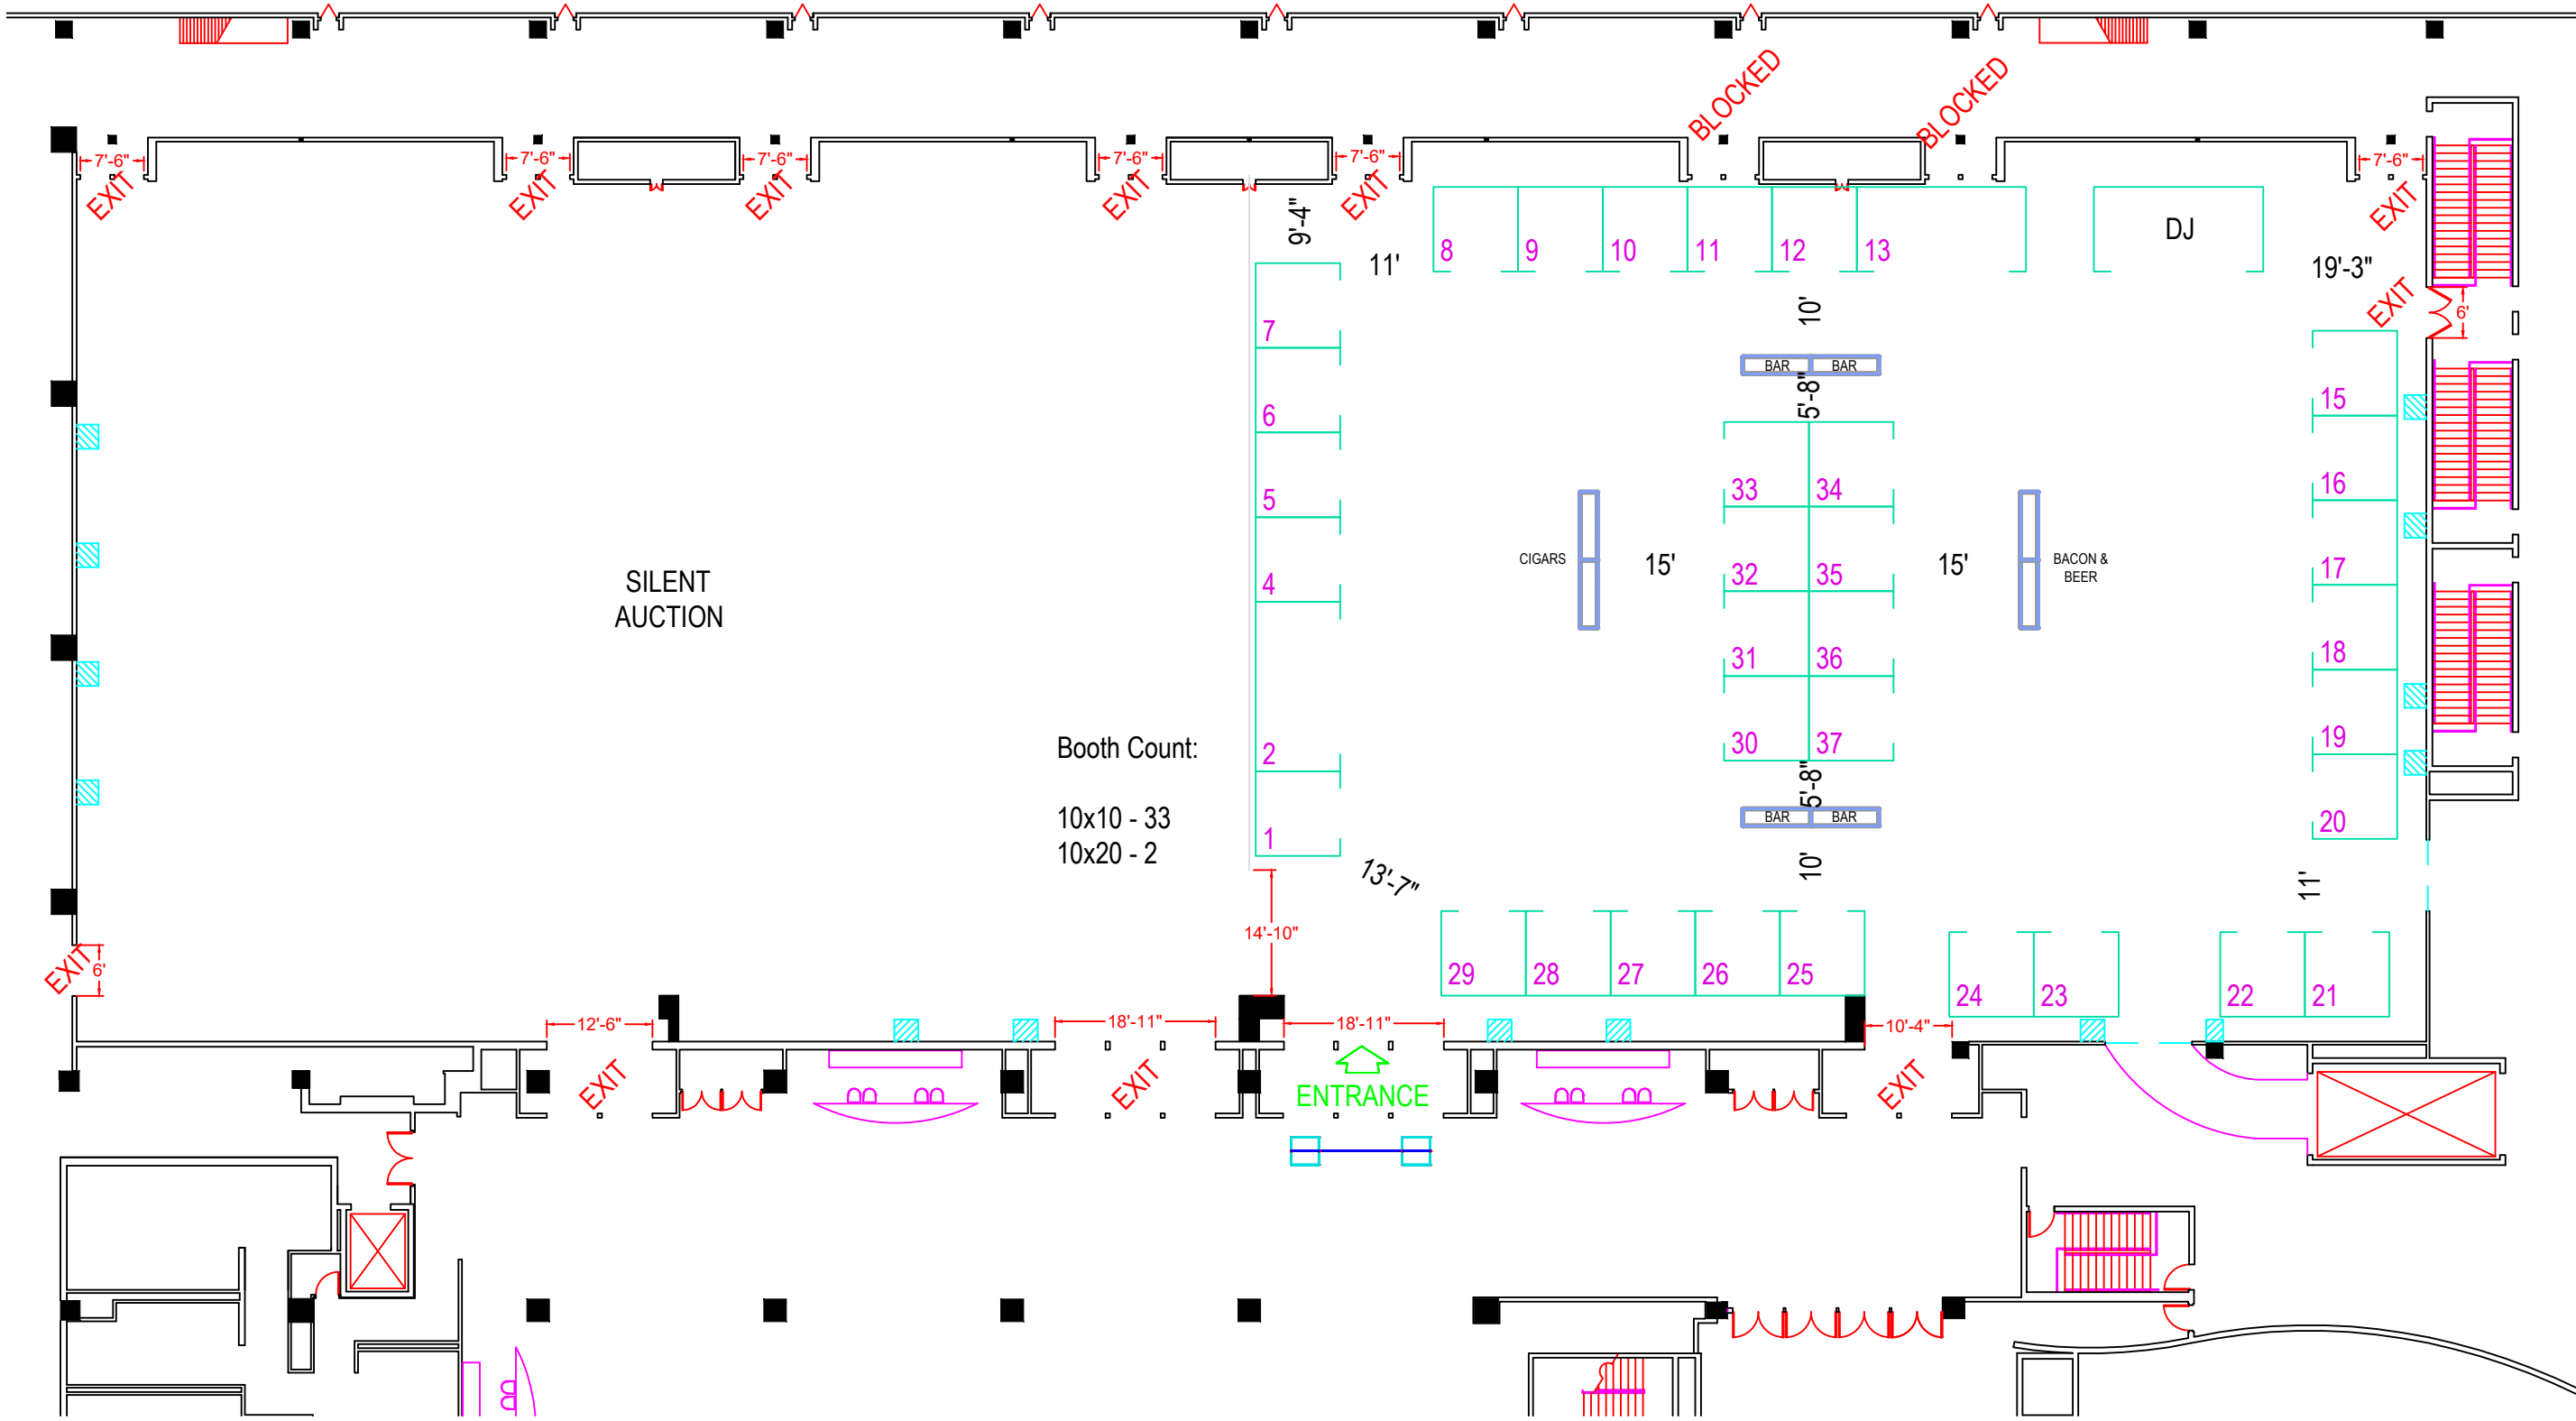 BLOCKED
BLOCKED
7'-6"
7'-6"
7'-6"
7'-6"
7'-6"
7'-6"
EXIT
EXIT
EXIT
EXIT
EXIT
EXIT
9'-4"
11'
8
9
10
11
12
13
DJ
19'-3"
EXIT
6'
10'
7
BAR
BAR
5'-8"
15
6
33
34
16
5
SILENT
AUCTION
CIGARS
15'
32
35
15'
BACON &
BEER
17
4
31
36
18
Booth Count:
2
30
37
19
10x10 - 33
10x20 - 2
1
5'-8"
BAR
BAR
20
13'-7"
10'
11'
14'-10"
EXIT
6'
29
28
27
26
25
24
23
22
21
12'-6"
18'-11"
18'-11"
10'-4"
EXIT
EXIT
ENTRANCE
EXIT